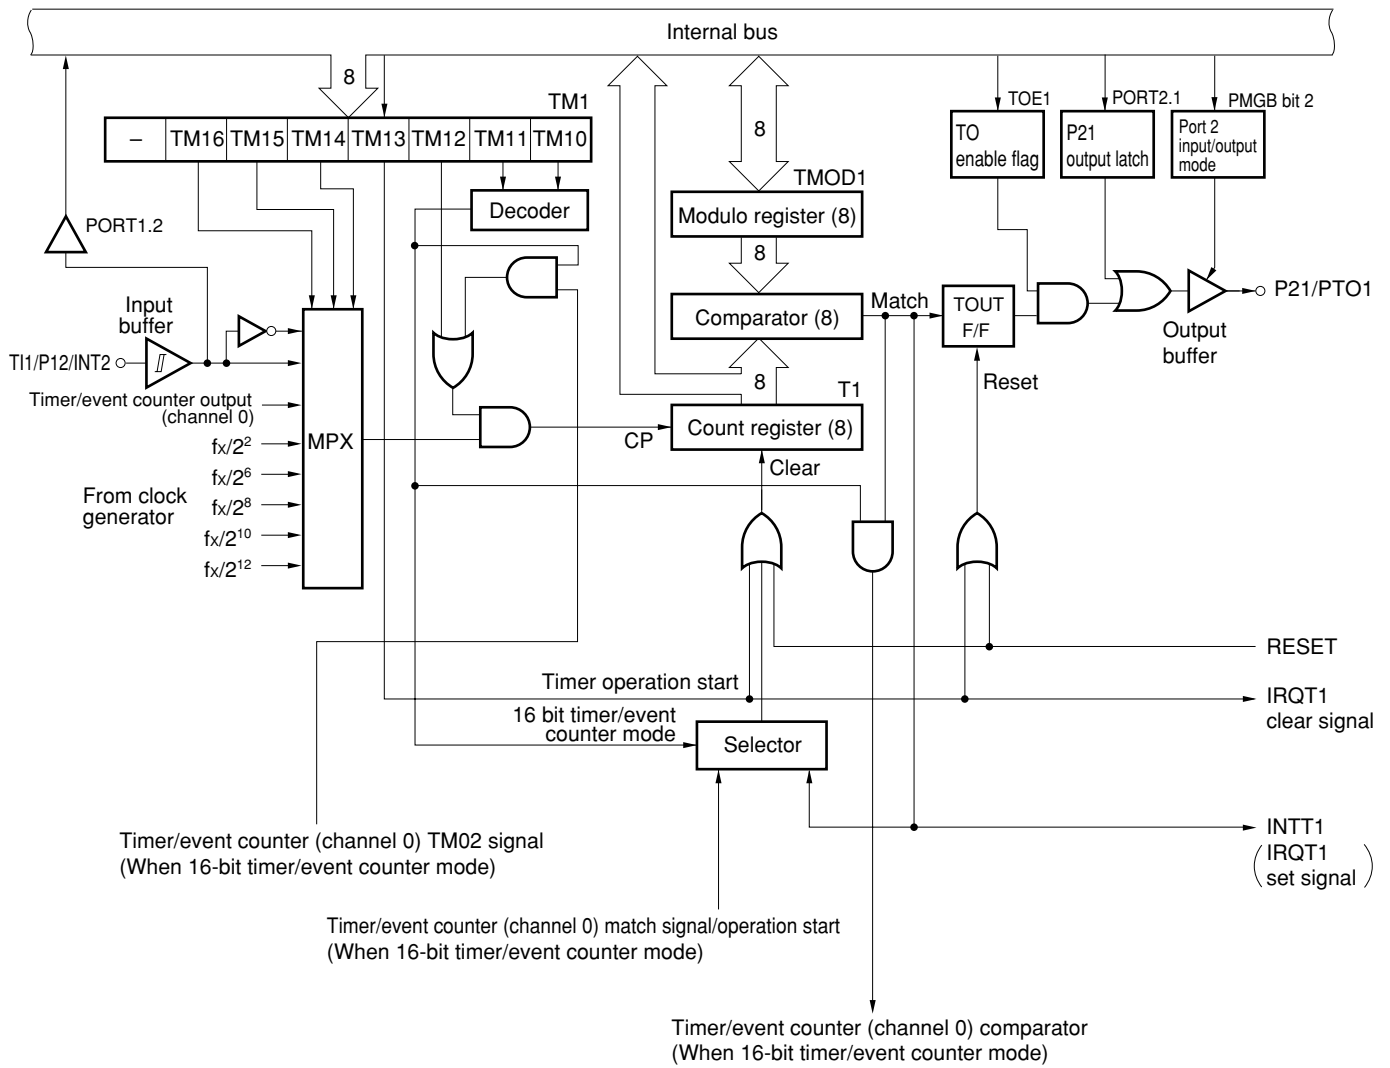 Internal bus
8
TM1
– TM16 TM15 TM14 TM13 TM12 TM11 TM10
Decoder
PORT1.2
Input
buffer
TI1/P12/INT2
Timer/event counter output
(channel 0)
fx/2²
fx/2⁶
From clock
generator
fx/2⁸
fx/2¹⁰
fx/2¹²
MPX
8
TMOD1
Modulo register (8)
8
Comparator (8)
Match
8
T1
Count register (8)
CP
Clear
TOE1
TO
enable flag
PORT2.1
P21
output latch
PMGB bit 2
Port 2
input/output
mode
TOUT
F/F
Reset
P21/PTO1
Output
buffer
RESET
Timer operation start
IRQT1
clear signal
16 bit timer/event
counter mode
Selector
INTT1
(IRQT1
set signal)
Timer/event counter (channel 0) TM02 signal
(When 16-bit timer/event counter mode)
Timer/event counter (channel 0) match signal/operation start
(When 16-bit timer/event counter mode)
Timer/event counter (channel 0) comparator
(When 16-bit timer/event counter mode)